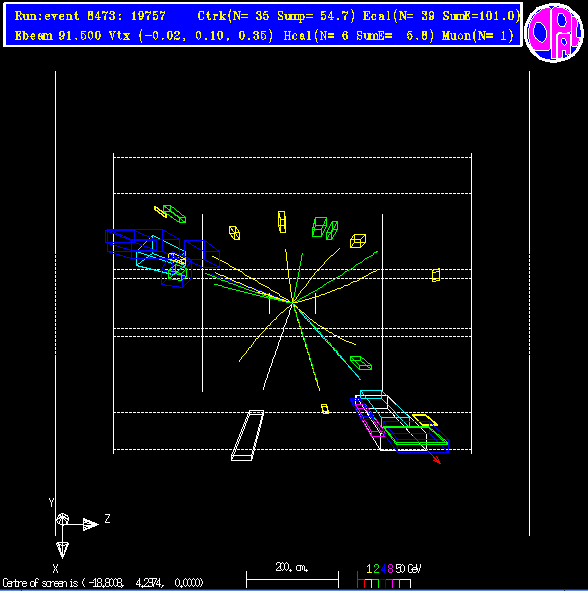 Run:event 8473: 19757 Ctrk(N= 35 Sump= 54.7) Ecal(N= 39 SumE=101.0)
Ebeam 91.500 Vtx (-0.02, 0.10, 0.35) Hcal(N= 6 SumE= 5.8) Muon(N= 1)
OPAL
Y
Z
X
200. cm.
1 2 4 8 50 GeV
Centre of screen is ( -18.8008, 4.2974, 0.0000)